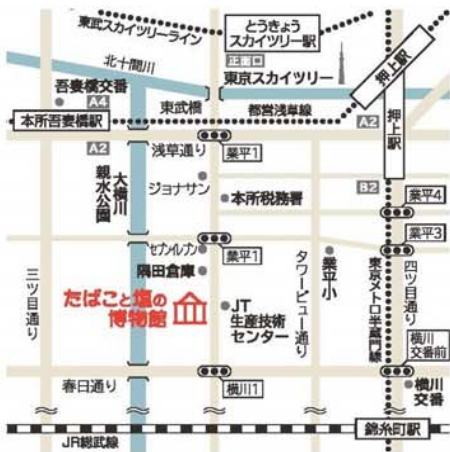 東武スカイツリーライン
とうきょう
スカイツリー駅
北十間川
正面口
押上駅
吾妻橋交番
東京スカイツリー
A4
東武橋
都営浅草線
本所吾妻橋駅
A2
押上駅
A2
浅草通り
業平1
大横川
親水公園
ジョナサン
本所税務署
B2
業平4
セブンイレブン
業平1
業平3
隅田倉庫
三ツ目通り
たばこと塩の
博物館
JT
生産技術
センター
タワービュー通り
業平小
東京メトロ半蔵門線
四ツ目通り
横川
交番前
春日通り
横川1
横川
交番
錦糸町駅
JR総武線